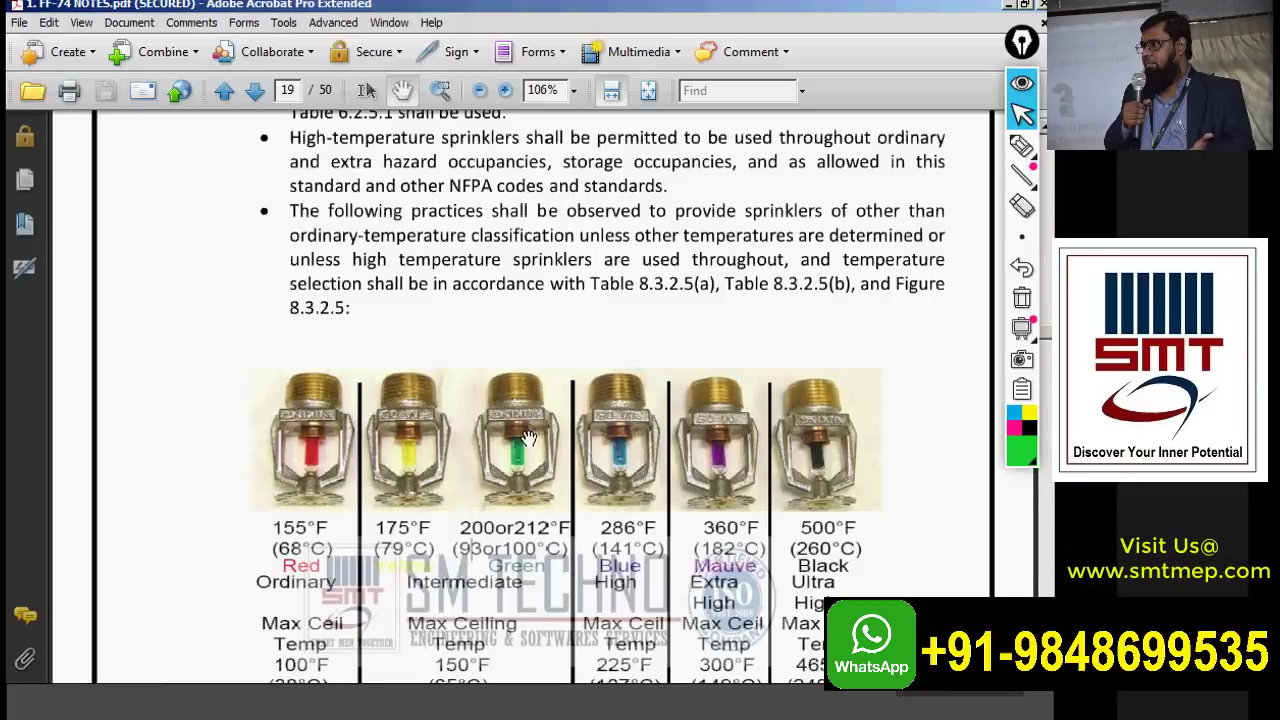 1. FF-74 NOTES.pdf (SECURED) - Adobe Acrobat Pro Extended
File Edit View Document Comments Forms Tools Advanced Window Help
Create Combine Collaborate Secure Sign Forms Multimedia Comment
19 / 50 106% Find
Table 6.2.5.1 shall be used.
• High-temperature sprinklers shall be permitted to be used throughout ordinary
and extra hazard occupancies, storage occupancies, and as allowed in this
standard and other NFPA codes and standards.
• The following practices shall be observed to provide sprinklers of other than
ordinary-temperature classification unless other temperatures are determined or
unless high temperature sprinklers are used throughout, and temperature
selection shall be in accordance with Table 8.3.2.5(a), Table 8.3.2.5(b), and Figure
8.3.2.5:
155°F 175°F 200or212°F 286°F 360°F 500°F
(68°C) (79°C) (93or100°C) (141°C) (182°C) (260°C)
Red Yellow Green Blue Mauve Black
Ordinary Intermediate High Extra Ultra
High
Max Ceil Max Ceiling Max Ceil Max Ceil Max
Temp Temp Temp Temp
100°F 150°F 225°F 300°F
SM TECHNO
ENGINEERING & SOFTWARES SERVICES
SMT
Discover Your Inner Potential
Visit Us@
www.smtmep.com
WhatsApp
+91-9848699535